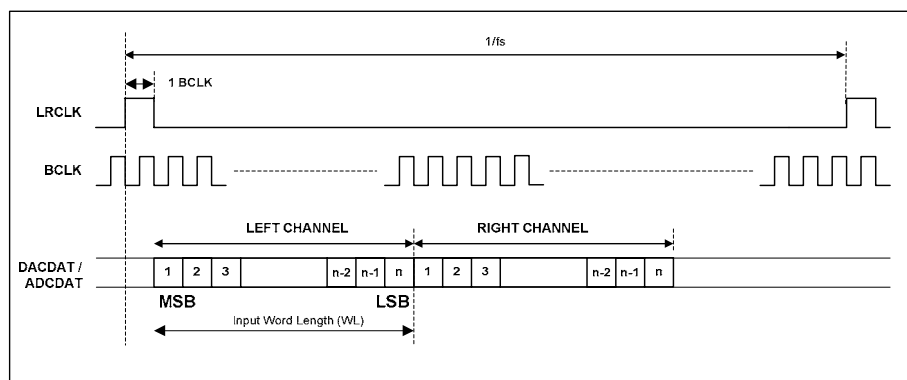 1/fs
1 BCLK
LRCLK
BCLK
LEFT CHANNEL RIGHT CHANNEL
DACDAT /
ADCDAT
1 2 3 n-2 n-1 n 1 2 3 n-2 n-1 n
MSB LSB
Input Word Length (WL)